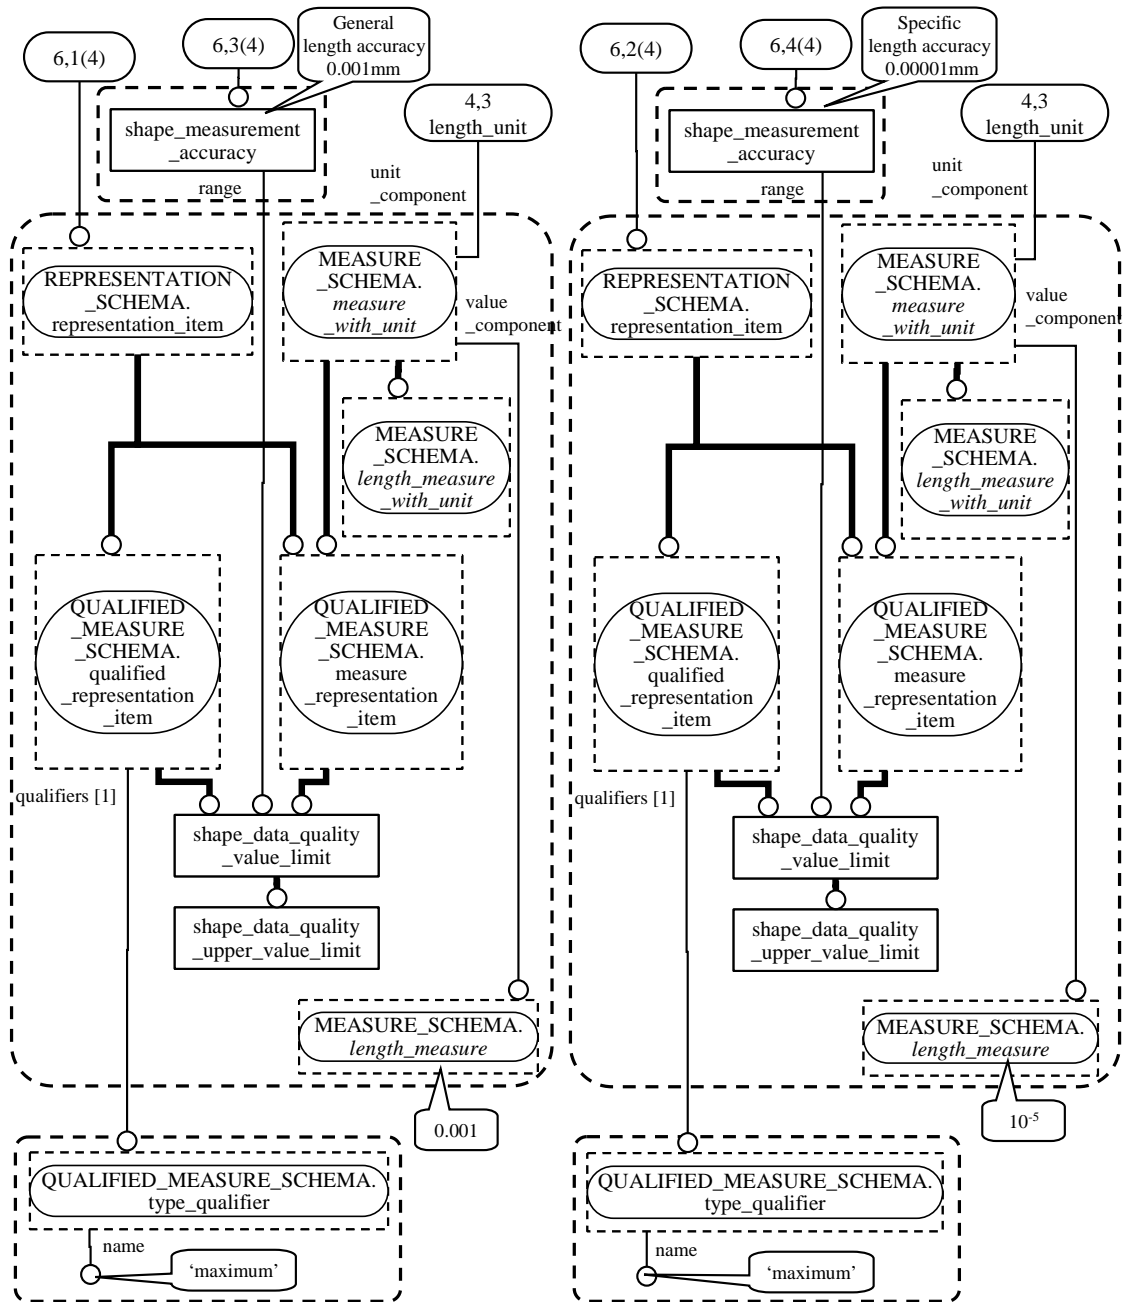 6,1(4)
6,3(4)
General
length accuracy
0.001mm
4,3
length_unit
shape_measurement
_accuracy
range
unit
_component
REPRESENTATION
_SCHEMA.
representation_item
MEASURE
_SCHEMA.
measure
_with_unit
value
_component
MEASURE
_SCHEMA.
length_measure
_with_unit
QUALIFIED
_MEASURE
_SCHEMA.
qualified
_representation
_item
QUALIFIED
_MEASURE
_SCHEMA.
measure
_representation
_item
qualifiers [1]
shape_data_quality
_value_limit
shape_data_quality
_upper_value_limit
MEASURE_SCHEMA.
length_measure
0.001
QUALIFIED_MEASURE_SCHEMA.
type_qualifier
name
‘maximum’
6,2(4)
6,4(4)
Specific
length accuracy
0.00001mm
4,3
length_unit
shape_measurement
_accuracy
range
unit
_component
REPRESENTATION
_SCHEMA.
representation_item
MEASURE
_SCHEMA.
measure
_with_unit
value
_component
MEASURE
_SCHEMA.
length_measure
_with_unit
QUALIFIED
_MEASURE
_SCHEMA.
qualified
_representation
_item
QUALIFIED
_MEASURE
_SCHEMA.
measure
_representation
_item
qualifiers [1]
shape_data_quality
_value_limit
shape_data_quality
_upper_value_limit
MEASURE_SCHEMA.
length_measure
10⁻⁵
QUALIFIED_MEASURE_SCHEMA.
type_qualifier
name
‘maximum’